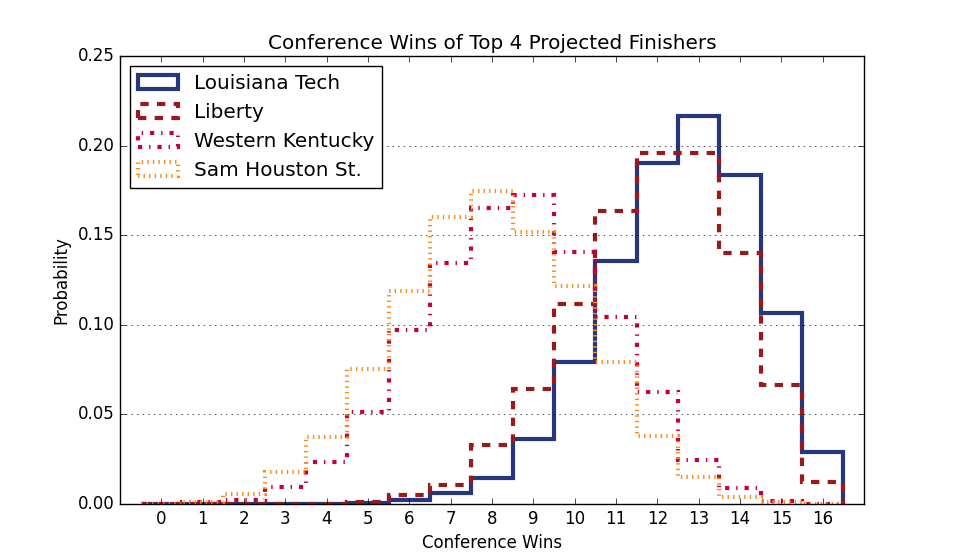 Conference Wins of Top 4 Projected Finishers
0.25
0.20
0.15
0.10
0.05
0.00
Probability
Louisiana Tech
Liberty
Western Kentucky
Sam Houston St.
0 1 2 3 4 5 6 7 8 9 10 11 12 13 14 15 16
Conference Wins